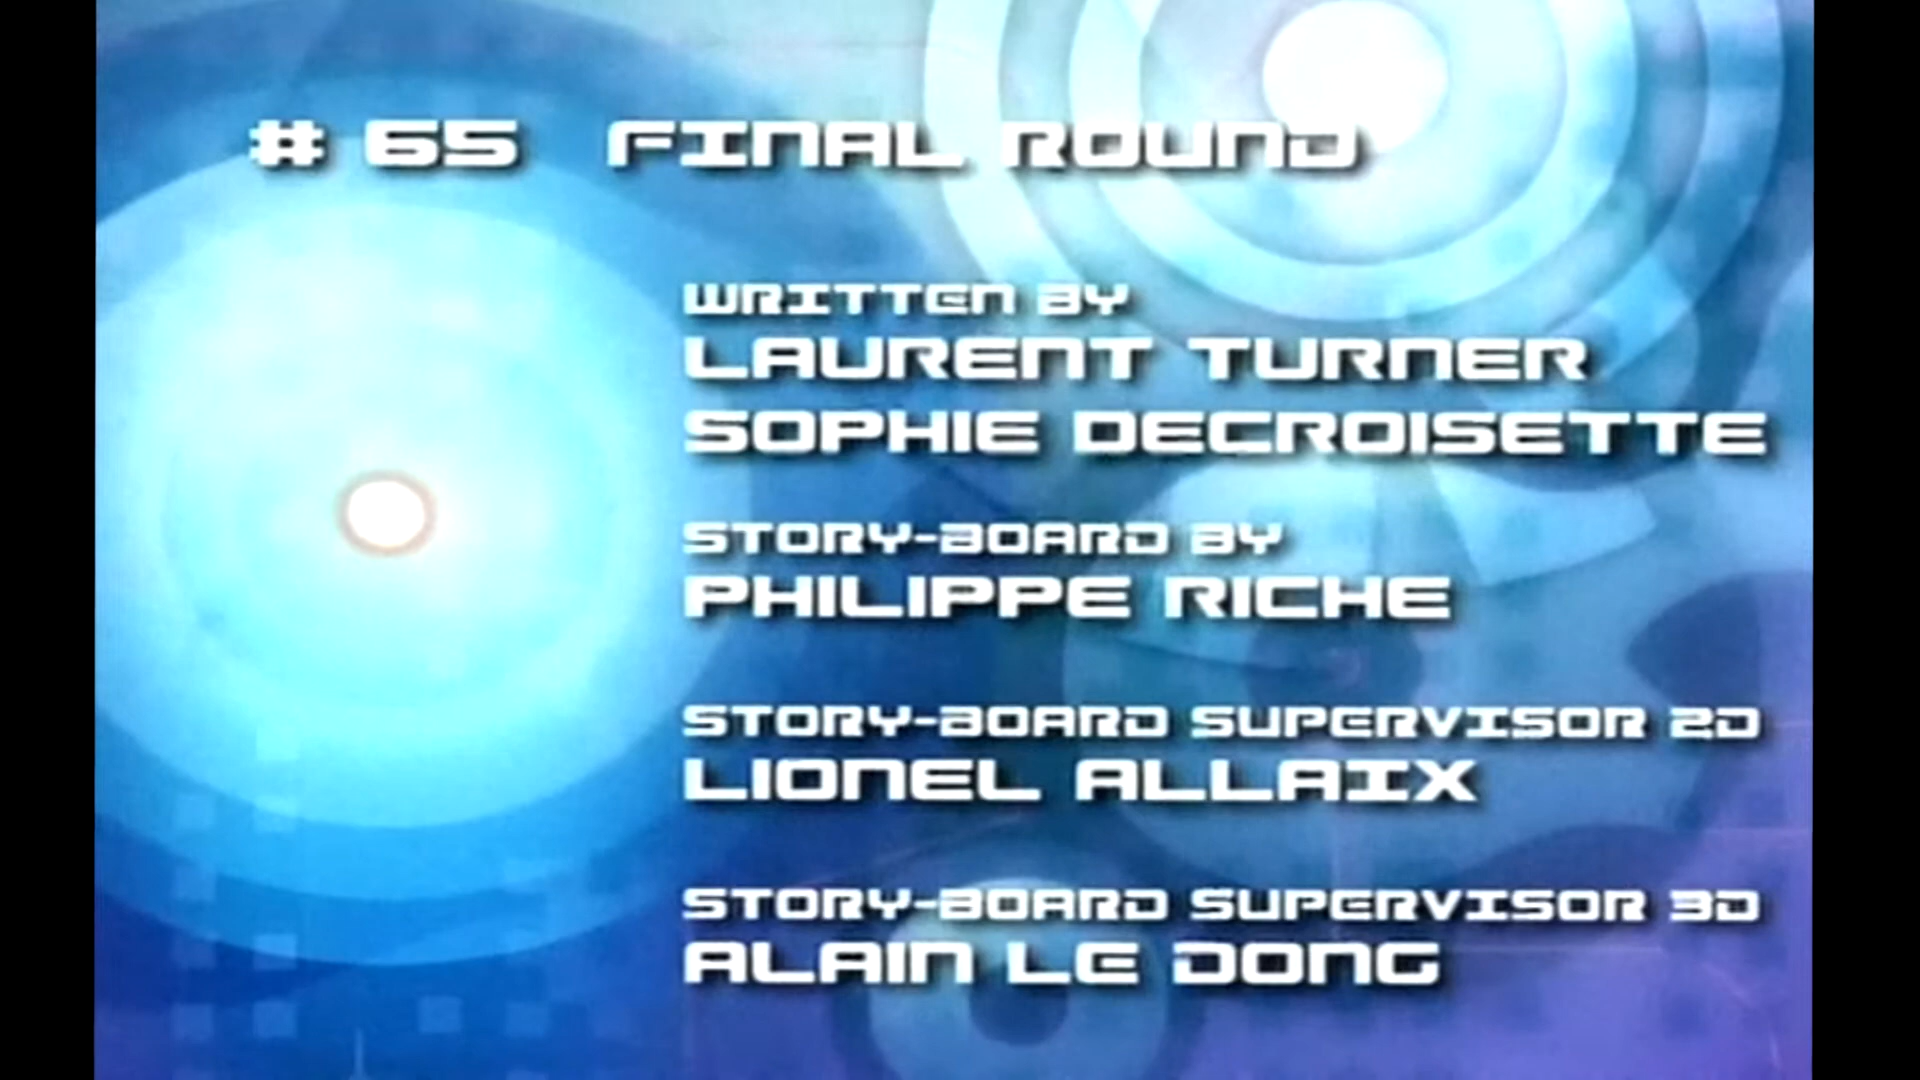 # 65 FINAL ROUND
WRITTEN BY
LAURENT TURNER
SOPHIE DECROISETTE
STORY-BOARD BY
PHILIPPE RICHE
STORY-BOARD SUPERVISOR 2D
LIONEL ALLAIX
STORY-BOARD SUPERVISOR 3D
ALAIN LE DONG